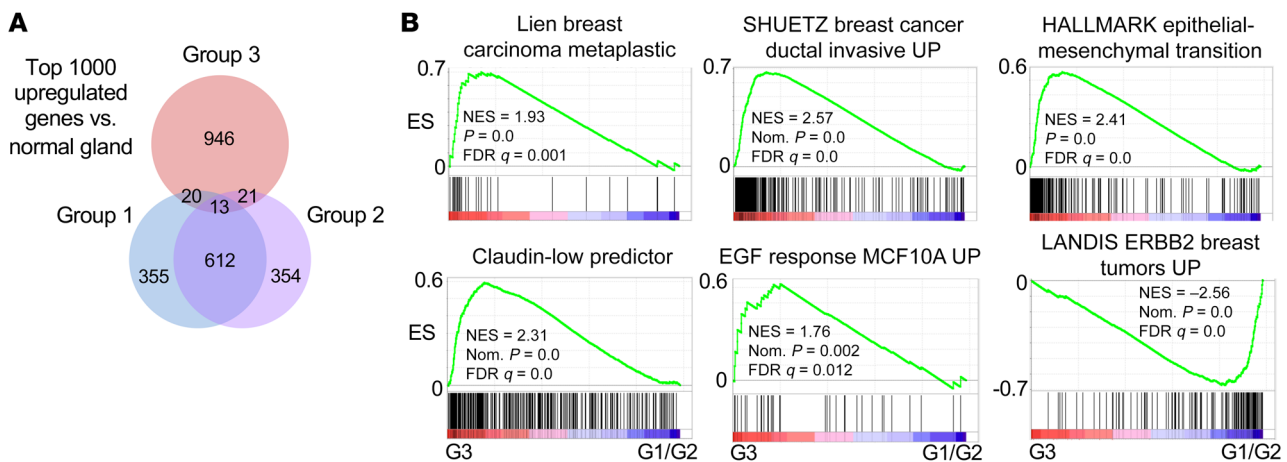 A
Top 1000
upregulated
genes vs.
normal gland
Group 3
946
20
21
13
Group 1
Group 2
355
612
354
B
Lien breast
carcinoma metaplastic
0.7
ES
0
NES = 1.93
P = 0.0
FDR q = 0.001
SHUETZ breast cancer
ductal invasive UP
0.7
0
NES = 2.57
Nom. P = 0.0
FDR q = 0.0
HALLMARK epithelial-
mesenchymal transition
0.6
0
NES = 2.41
P = 0.0
FDR q = 0.0
Claudin-low predictor
0.6
ES
0
NES = 2.31
Nom. P = 0.0
FDR q = 0.0
G3
G1/G2
EGF response MCF10A UP
0.6
0
NES = 1.76
Nom. P = 0.002
FDR q = 0.012
G3
G1/G2
LANDIS ERBB2 breast
tumors UP
0
-0.7
NES = –2.56
Nom. P = 0.0
FDR q = 0.0
G3
G1/G2